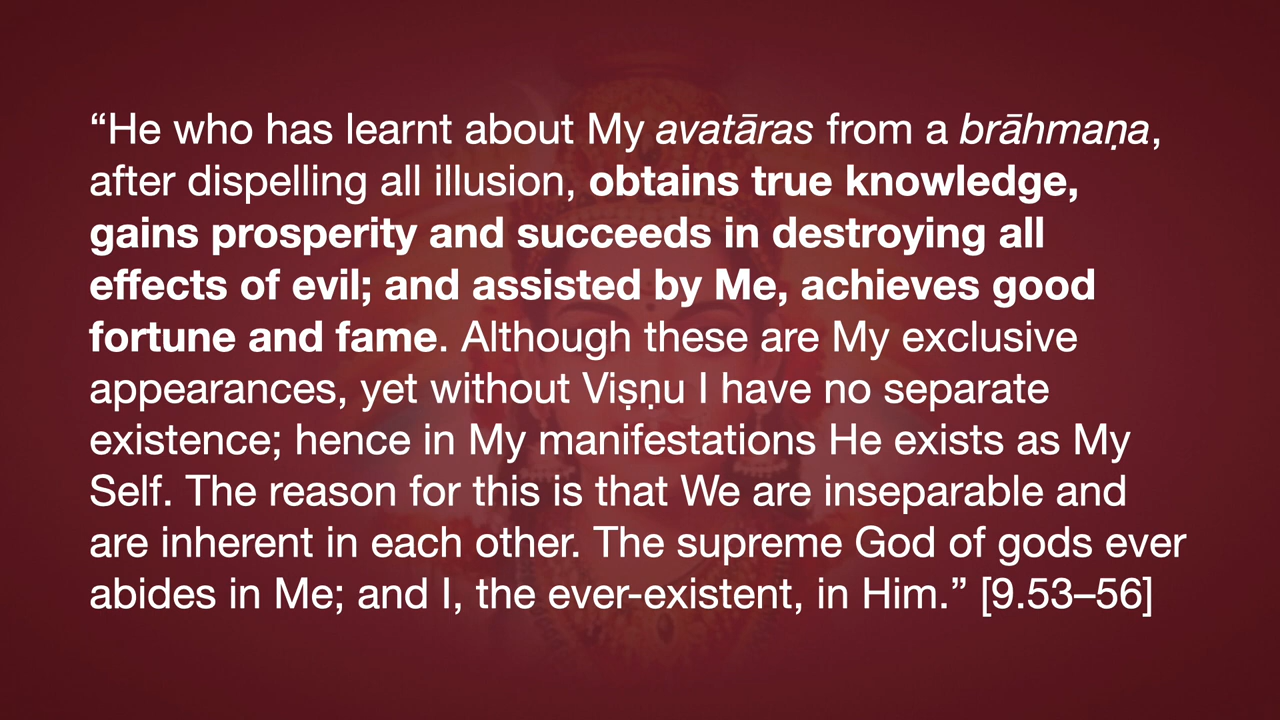 “He who has learnt about My avatāras from a brāhmaṇa,
after dispelling all illusion, obtains true knowledge,
gains prosperity and succeeds in destroying all
effects of evil; and assisted by Me, achieves good
fortune and fame. Although these are My exclusive
appearances, yet without Viṣṇu I have no separate
existence; hence in My manifestations He exists as My
Self. The reason for this is that We are inseparable and
are inherent in each other. The supreme God of gods ever
abides in Me; and I, the ever-existent, in Him.” [9.53–56]